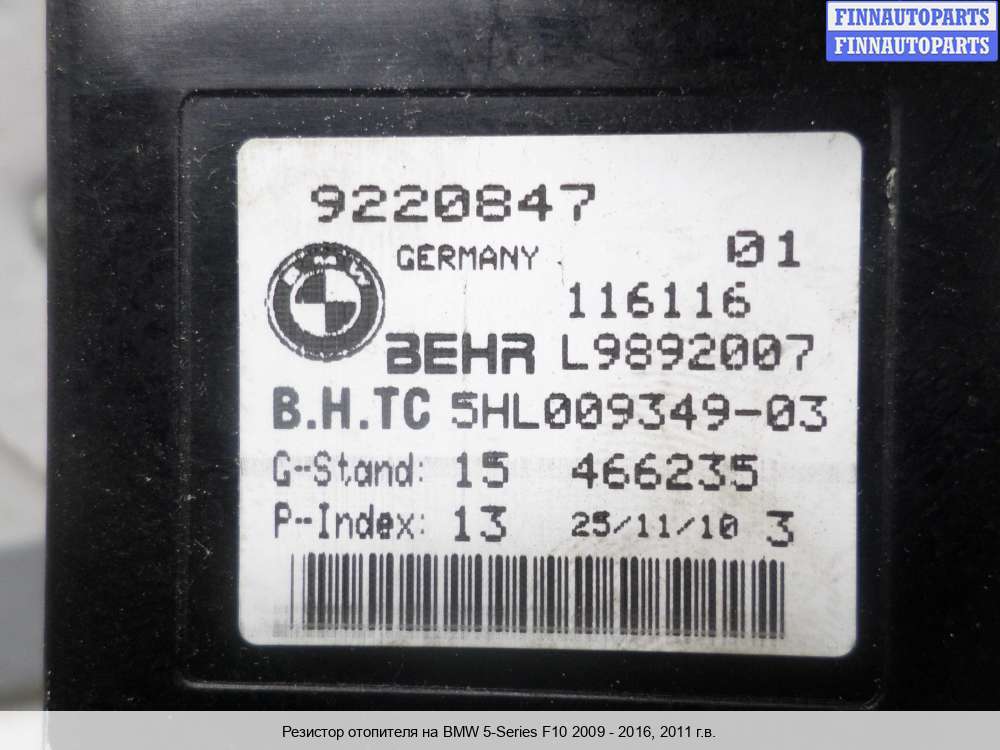 FINNAUTOPARTS
FINNAUTOPARTS
9220847
GERMANY 01
BMW
116116
BEHR L9892007
B.H.TC 5HL009349-03
G-Stand: 15 466235
P-Index: 13 25/11/10 3
Резистор отопителя на BMW 5-Series F10 2009 - 2016, 2011 г.в.